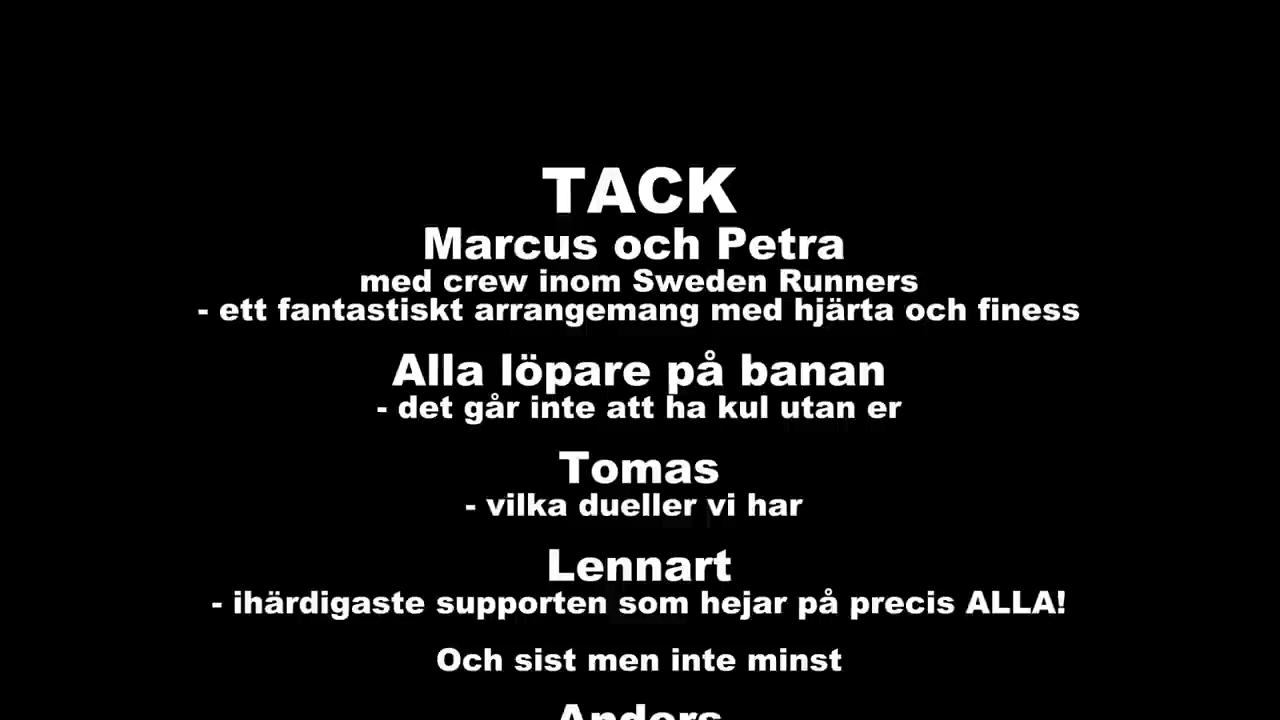 TACK
Marcus och Petra
med crew inom Sweden Runners
- ett fantastiskt arrangemang med hjärta och finess
Alla löpare på banan
- det går inte att ha kul utan er
Tomas
- vilka dueller vi har
Lennart
- ihärdigaste supporten som hejar på precis ALLA!
Och sist men inte minst
Anders